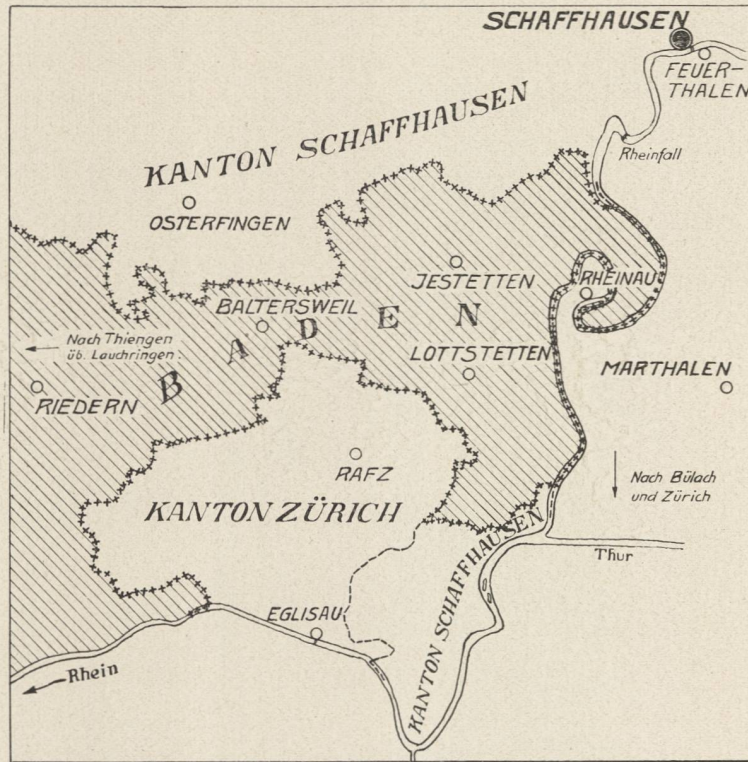 SCHAFFHAUSEN
FEUER-
THALEN
KANTON SCHAFFHAUSEN
Rheinfall
OSTERFINGEN
JESTETTEN
RHEINAU
BALTERSWEIL
BADEN
Nach Thiengen
üb. Lauchringen
LOTTSTETTEN
MARTHALEN
RIEDERN
RAFZ
Nach Bülach
und Zürich
KANTON ZÜRICH
KANTON SCHAFFHAUSEN
Thur
EGLISAU
Rhein